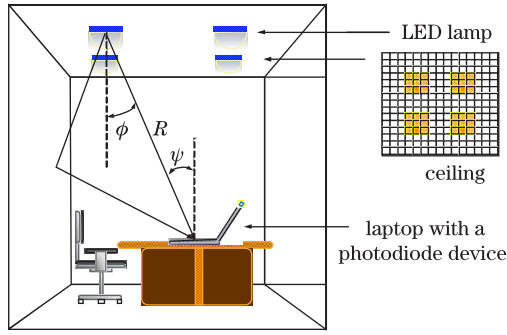 LED lamp
ϕ
R
ψ
ceiling
laptop with a
photodiode device